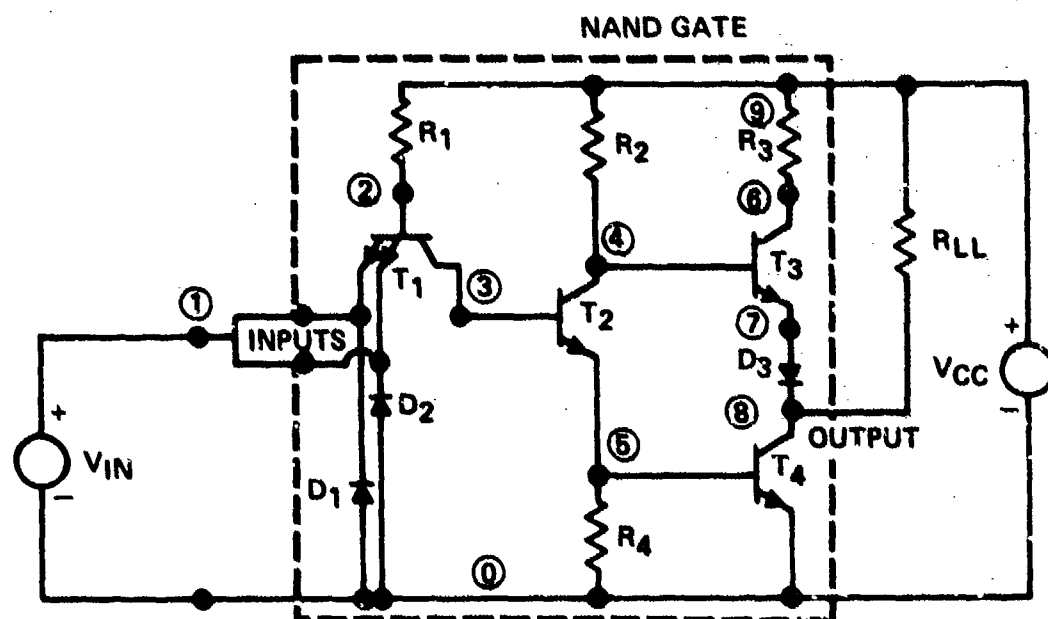 NAND GATE
⑨
R1
R2
R3
②
⑥
④
RLL
T1
③
T3
①
T2
INPUTS
⑦
+
D3
VCC
D2
⑧
−
+
OUTPUT
VIN
⑤
T4
−
D1
R4
⓪